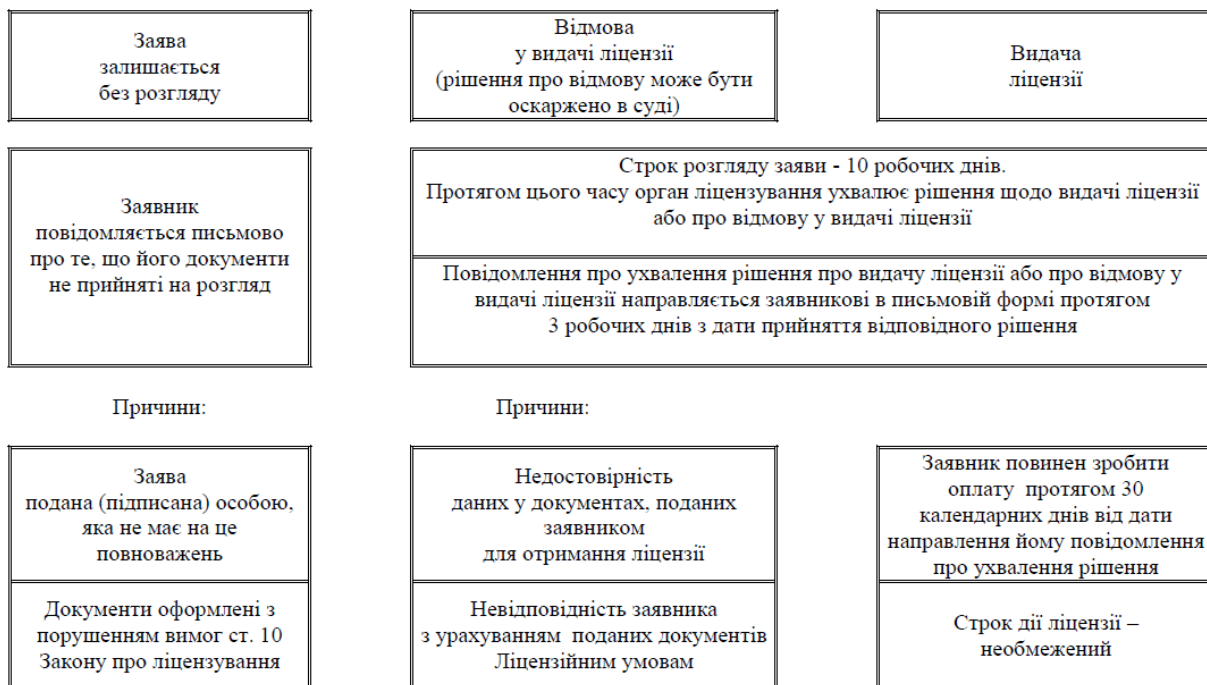 Заява
залишається
без розгляду
Відмова
у видачі ліцензії
(рішення про відмову може бути
оскаржено в суді)
Видача
ліцензії
Заявник
повідомляється письмово
про те, що його документи
не прийняті на розгляд
Строк розгляду заяви - 10 робочих днів.
Протягом цього часу орган ліцензування ухвалює рішення щодо видачі ліцензії
або про відмову у видачі ліцензії
Повідомлення про ухвалення рішення про видачу ліцензії або про відмову у
видачі ліцензії направляється заявникові в письмовій формі протягом
3 робочих днів з дати прийняття відповідного рішення
Причини:
Причини:
Заява
подана (підписана) особою,
яка не має на це
повноважень
Недостовірність
даних у документах, поданих
заявником
для отримання ліцензії
Заявник повинен зробити
оплату протягом 30
календарних днів від дати
направлення йому повідомлення
про ухвалення рішення
Документи оформлені з
порушенням вимог ст. 10
Закону про ліцензування
Невідповідність заявника
з урахуванням поданих документів
Ліцензійним умовам
Строк дії ліцензії –
необмежений